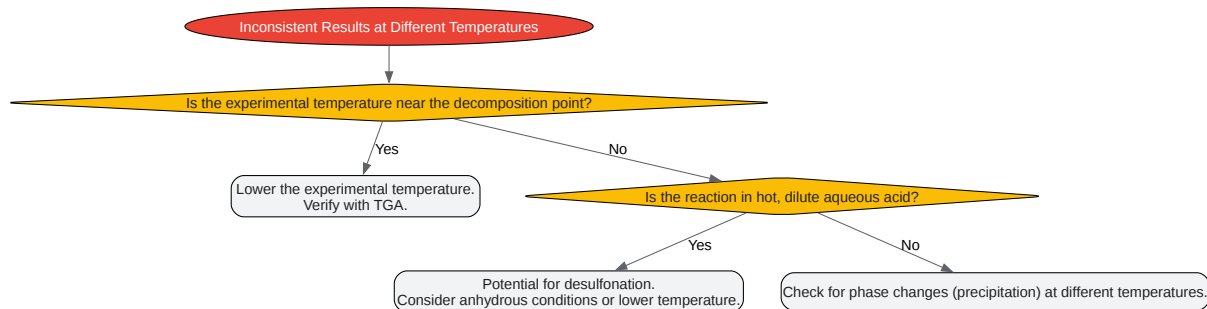 Inconsistent Results at Different Temperatures
Is the experimental temperature near the decomposition point?
Yes
No
Lower the experimental temperature.
Verify with TGA.
Is the reaction in hot, dilute aqueous acid?
Yes
No
Potential for desulfonation.
Consider anhydrous conditions or lower temperature.
Check for phase changes (precipitation) at different temperatures.